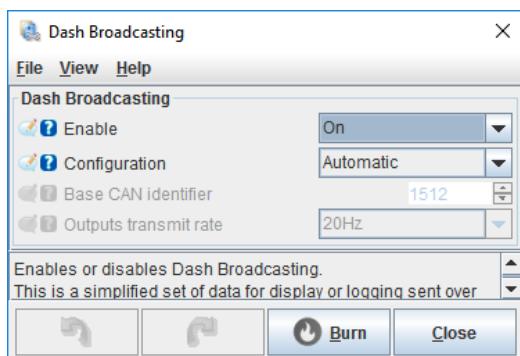 Dash Broadcasting
File View Help
Dash Broadcasting
Enable On
Configuration Automatic
Base CAN identifier 1512
Outputs transmit rate 20Hz
Enables or disables Dash Broadcasting.
This is a simplified set of data for display or logging sent over
Burn Close